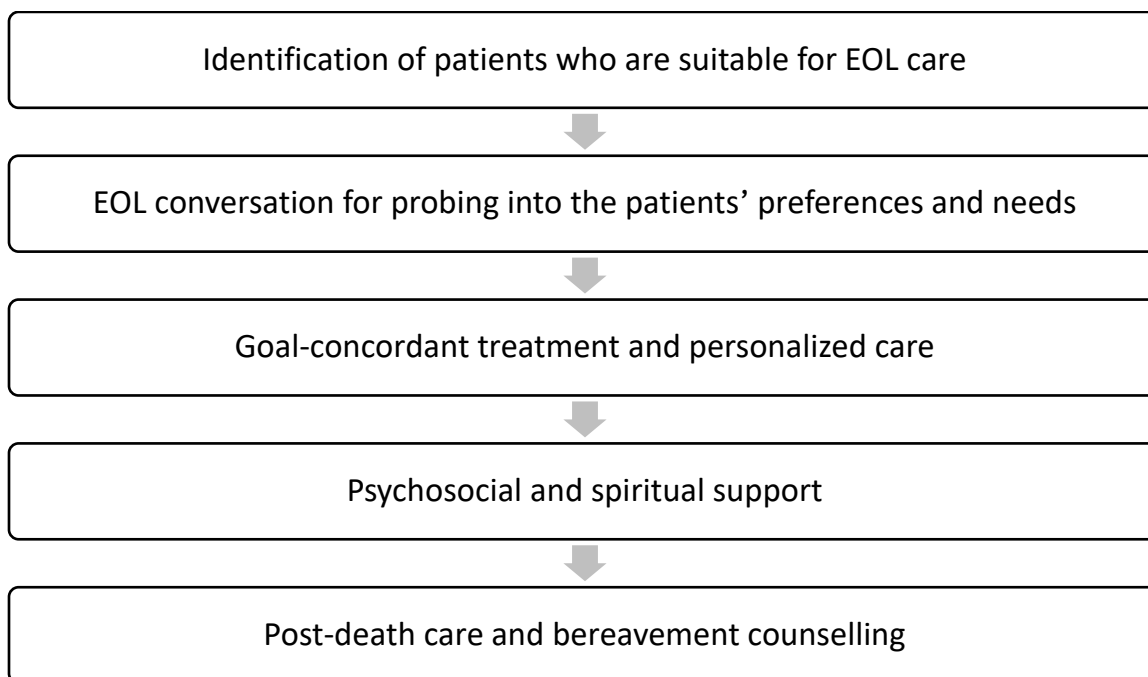 Identification of patients who are suitable for EOL care
EOL conversation for probing into the patients’ preferences and needs
Goal-concordant treatment and personalized care
Psychosocial and spiritual support
Post-death care and bereavement counselling